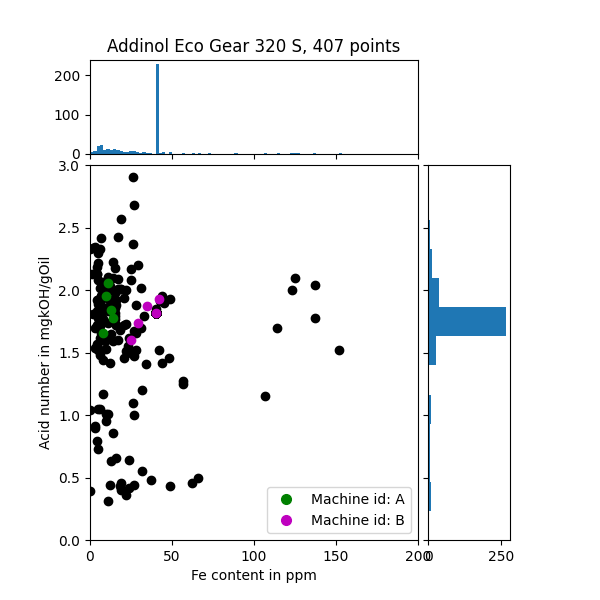 Addinol Eco Gear 320 S, 407 points
200
100
0
3.0
2.5
2.0
1.5
1.0
0.5
0.0
Acid number in mgkOH/gOil
Machine id: A
Machine id: B
0 50 100 150 200
0 250
Fe content in ppm